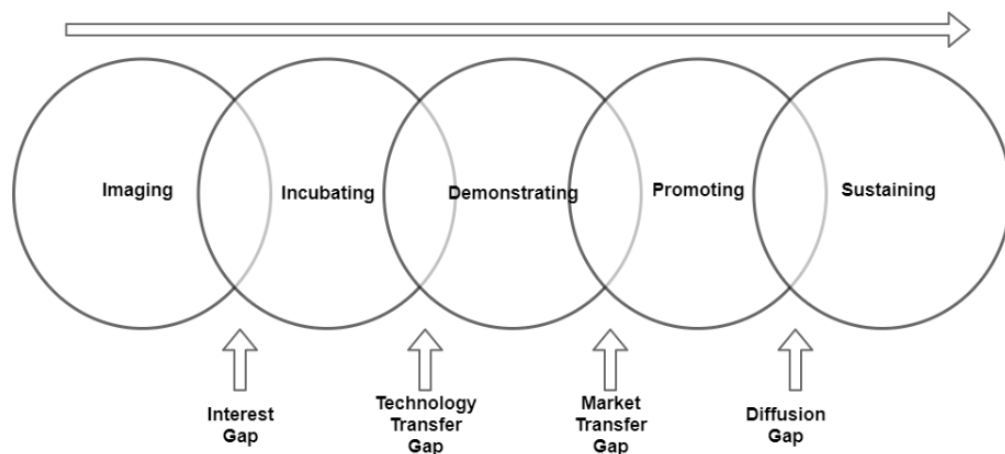 Imaging
Incubating
Demonstrating
Promoting
Sustaining
Interest
Gap
Technology
Transfer
Gap
Market
Transfer
Gap
Diffusion
Gap